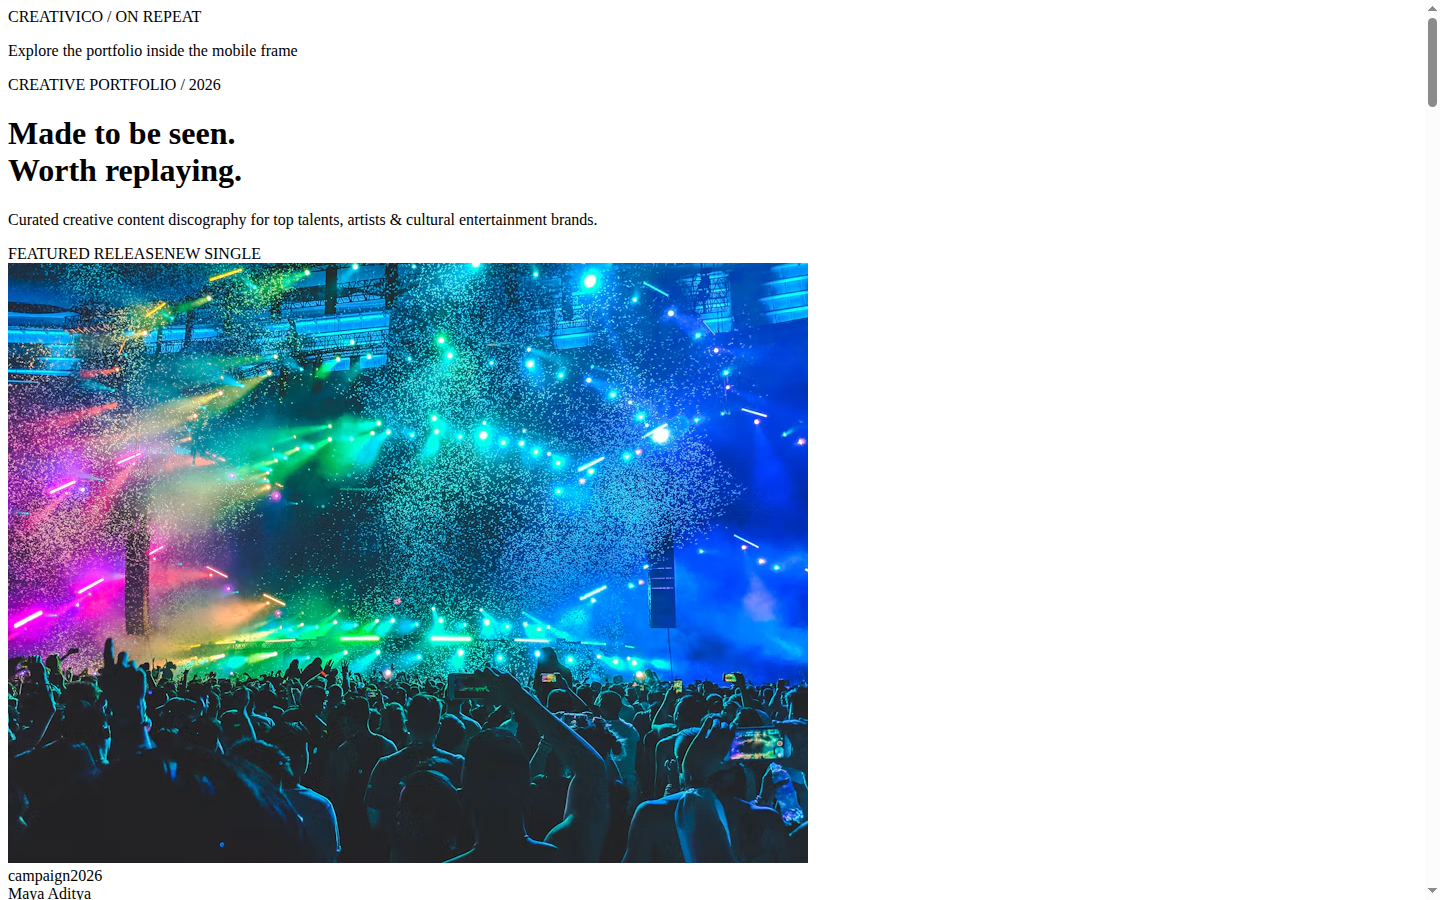 CREATIVICO / ON REPEAT
Explore the portfolio inside the mobile frame
CREATIVE PORTFOLIO / 2026
Made to be seen.
Worth replaying.
Curated creative content discography for top talents, artists & cultural entertainment brands.
FEATURED RELEASENEW SINGLE
campaign2026
Maya Aditya